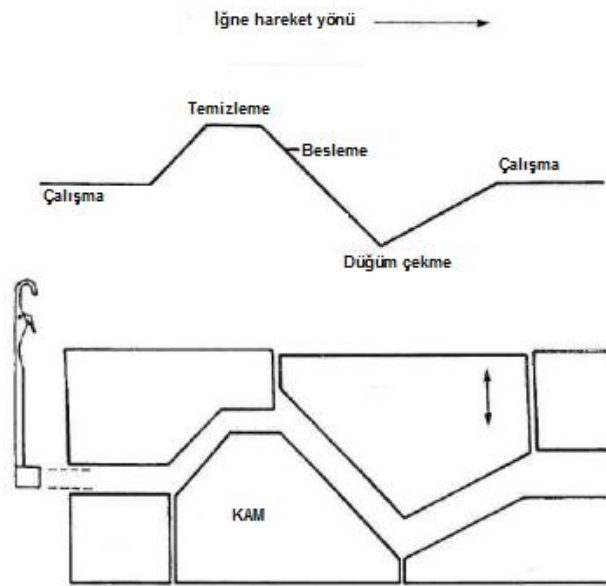 İğne hareket yönü
Temizleme
Besleme
Çalışma
Çalışma
Düğüm çekme
KAM